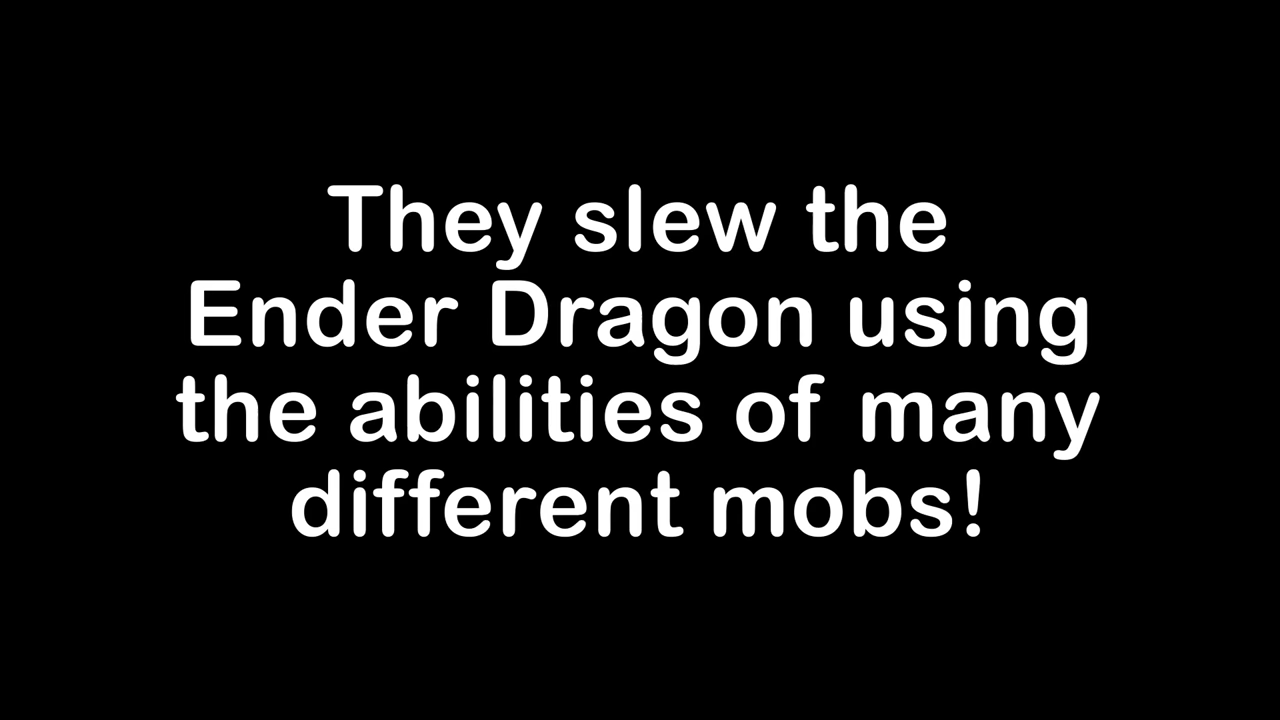 They slew the
Ender Dragon using
the abilities of many
different mobs!